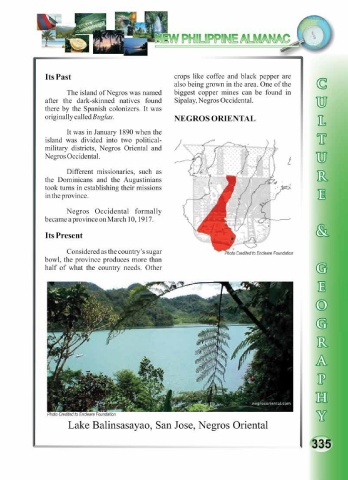 NEW PHILIPPINE ALMANAC
Its Past
The island of Negros was named
after the dark-skinned natives found
there by the Spanish colonizers. It was
originally called Buglas.
It was in January 1890 when the
island was divided into two political-
military districts, Negros Oriental and
Negros Occidental.
Different missionaries, such as
the Dominicans and the Augustinians
took turns in establishing their missions
in the province.
Negros Occidental formally
became a province on March 10, 1917.
Its Present
Considered as the country's sugar
bowl, the province produces more than
half of what the country needs. Other
crops like coffee and black pepper are
also being grown in the area. One of the
biggest copper mines can be found in
Sipalay, Negros Occidental.
NEGROS ORIENTAL
Photo Credited to Ecoteam Foundation
negrosoriental.com
Photo Credited to Ecoteam Foundation
Lake Balinsasayao, San Jose, Negros Oriental
CULTURE & GEOGRAPHY
335